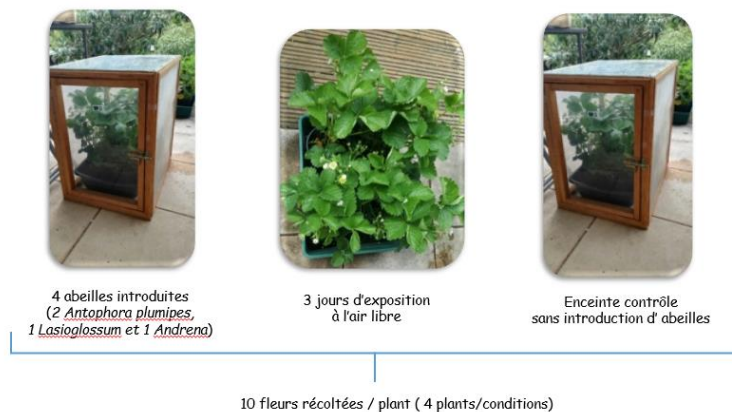 4 abeilles introduites
(2 Antophora plumipes,
1 Lasioglossum et 1 Andrena)
3 jours d'exposition
à l'air libre
Enceinte contrôle
sans introduction d' abeilles
10 fleurs récoltées / plant ( 4 plants/conditions)